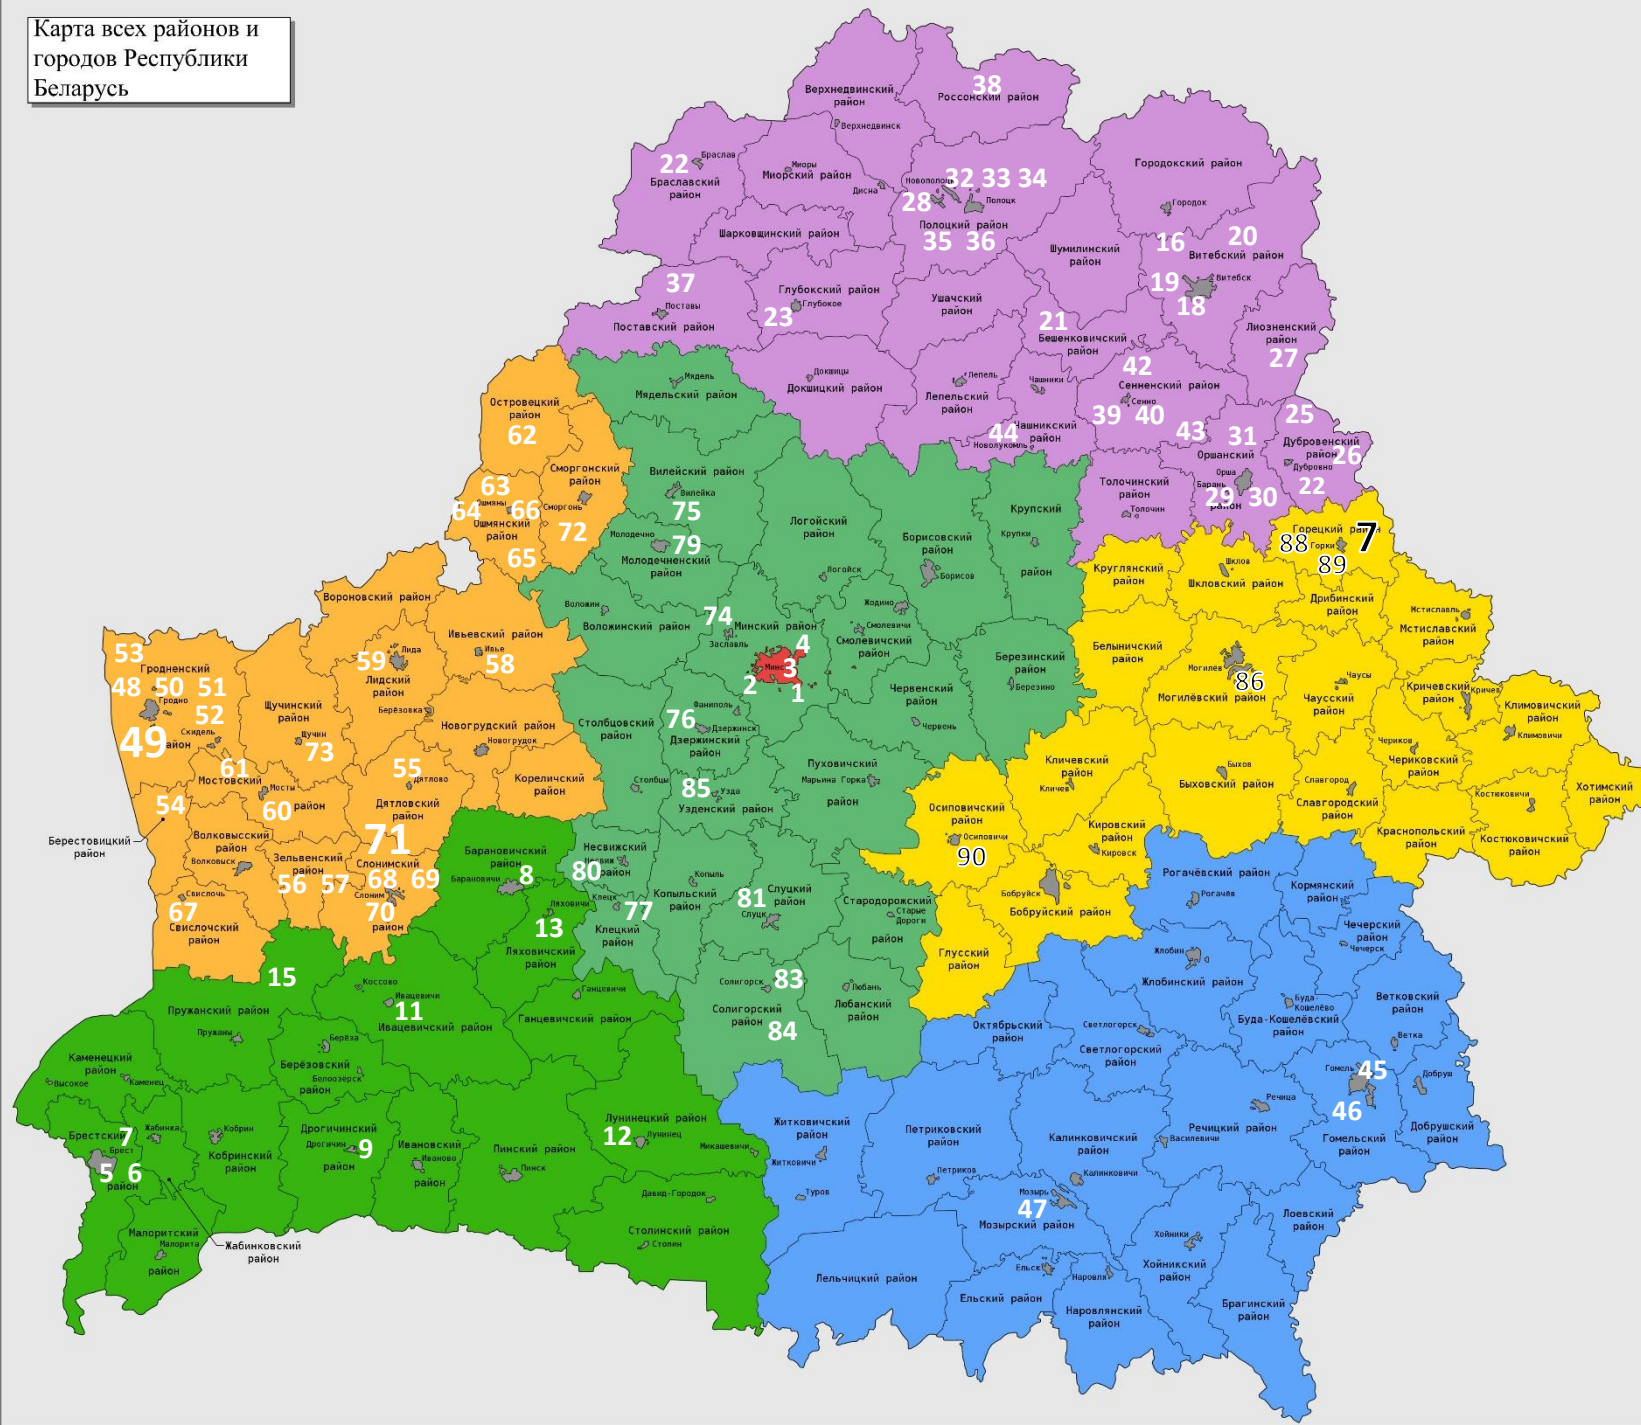 Карта всех районов и
городов Республики
Беларусь
Верхнедвинский
район
Верхнедвинск
38
Россонский район
22
Браслав
Браславский
район
Миоры
Миорский район
Дисна
Шарковщинский район
32 33 34
28
Полоцк
Полоцкий район
35 36
Городокский район
Городок
Шумилинский
район
16
20
Витебский район
19
Витебск
18
37
Поставы
Поставский район
Глубокский район
Глубокое
23
Ушачский
район
21
Бешенковичский
район
Лиозненский
район
27
Докшицы
Докшицкий район
Лепель
Лепельский
район
Чашники
Чашникский
район
44
Новолукомль
42
Сенненский район
Сенно
39 40
43
31
Оршанский
Орша
Барань
29 30
район
25
Дубровенский
район
26
Дубровно
22
Толочинский
район
Толочин
Островецкий
район
62
Сморгонский
район
Сморгонь
72
63
64
66
Ошмянский
район
65
Мядель
Мядельский район
Вилейский район
Вилейка
75
Молодечно
79
Молодечненский
район
Логойский
район
Логойск
Борисовский
район
Борисов
Крупский
Крупки
район
Воложин
Воложинский район
74
Минский район
Заславль
4
3
2
1
Жодино
Смолевичи
Смолевичский
район
Березинский
район
Березино
Червенский
район
Червень
Столбцовский
район
Столбцы
Фаниполь
76
Дзержинск
Дзержинский
район
85
Узда
Узденский район
Пуховичский
Марьина Горка
район
Несвижский
80
район
Клецк
77
Клецкий
район
Копыль
Копыльский
район
81
Слуцкий
район
Слуцк
Стародорожский
Старые
Дороги
район
Солигорск
83
Солигорский
район
84
Любань
Любанский
район
Вороновский район
Ивьевский район
Ивье
58
59
Лида
Лидский
район
Берёзовка
53
Гродненский
48 50 51
Гродно
52
Скидель
49
район
Щучинский
район
Щучин
73
Новогрудский район
Новогрудок
Кореличский
район
55
Дятлово
Дятловский
район
71
61
Мостовский
Мосты
60
район
54
Берестовицкий
район
Волковысский
район
Волковыск
Зельвенский
район
56 57
Слонимский
68 69
Слоним
70
район
Свислочь
67
Свислочский
район
Горецкий район
7
88
Горки
89
Круглянский
район
Шклов
Шкловский район
Дрибинский
район
Мстиславль
Мстиславский
район
Белыничский
район
Могилёв
86
Могилёвский район
Чаусы
Чаусский
район
Кричевский
район
Кричев
Климовичский
район
Климовичи
Чериков
Чериковский
район
Кличевский
район
Кличев
Быхов
Быховский район
Славгород
Славгородский
район
Костюковичи
Костюковичский
район
Хотимский
район
Краснопольский
район
Осиповичский
район
Осиповичи
90
Кировский
район
Кировск
Бобруйск
Бобруйский район
Глусский
район
Барановичский
район
Барановичи
8
Ляховичи
13
Ляховичский
район
15
Пружанский район
Пружаны
Коссово
Ивацевичи
11
Ивацевичский район
Ганцевичи
Ганцевичский район
Берёза
Берёзовский
Белоозёрск
район
Каменецкий
район
Высокое
Каменец
Брестский
7
Брест
5 6
район
Жабинка
Жабинковский
район
Кобрин
Кобринский
район
Дрогичинский
Дрогичин
9
район
Ивановский
Иваново
район
Пинский район
Пинск
Лунинецкий район
12
Лунинец
Микашевичи
Давид-Городок
Столинский район
Столин
Малоритский
Малорита
район
Рогачёвский район
Рогачёв
Кормянский
район
Чечерский
район
Чечерск
Жлобин
Жлобинский
район
Буда-
Кошелёво
Буда-Кошелёвский
район
Ветковский
район
Ветка
Октябрьский
район
Светлогорск
Светлогорский
район
Гомель
45
46
Гомельский
район
Добруш
Добрушский
район
Речица
Речицкий район
Василевичи
Житковичский
район
Житковичи
Туров
Петриковский
район
Петриков
Калинковичский
район
Калинковичи
Мозырь
47
Мозырский район
Лоевский
район
Лельчицкий район
Ельск
Ельский район
Наровля
Наровлянский
район
Хойники
Хойникский
район
Брагинский
район